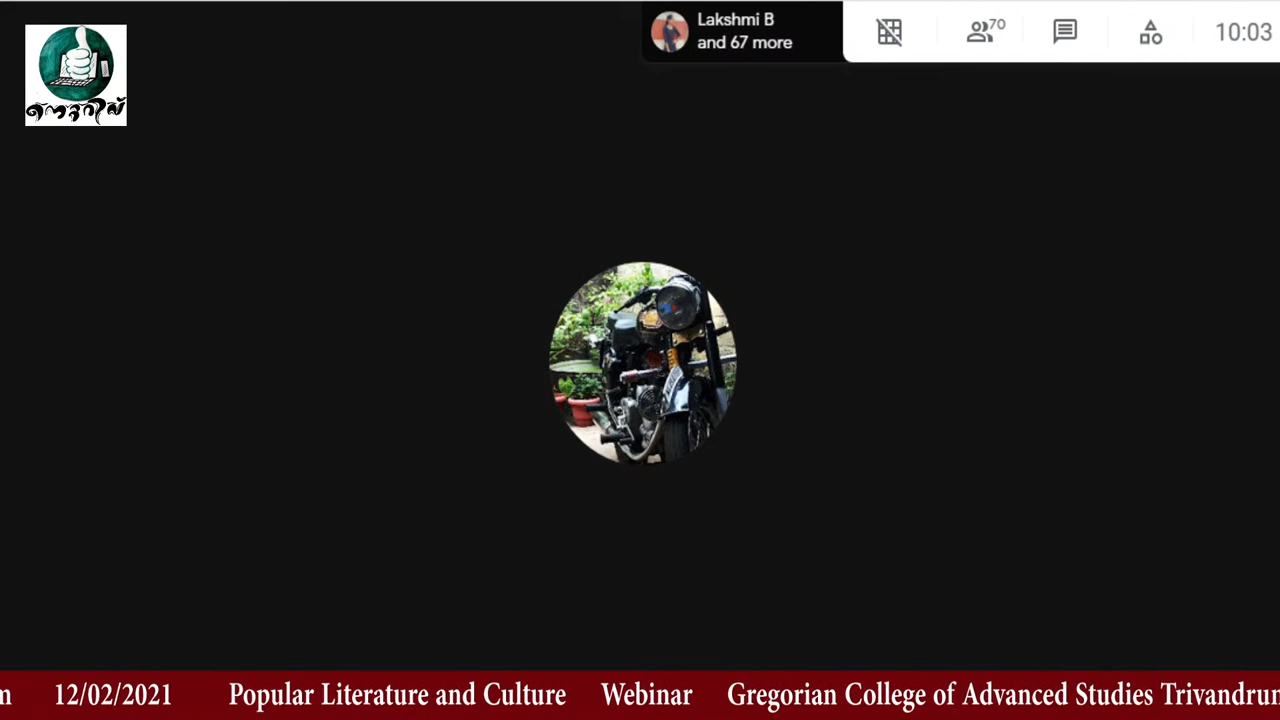 Lakshmi B
and 67 more
70
10:03
m 12/02/2021 Popular Literature and Culture Webinar Gregorian College of Advanced Studies Trivandrum